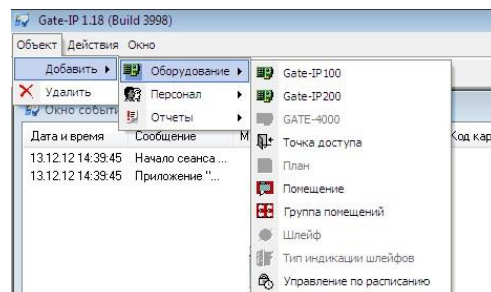 Gate-IP 1.18 (Build 3998)
Объект Действия Окно
Добавить
Удалить
Оборудование
Персонал
Отчеты
Gate-IP100
Gate-IP200
GATE-4000
Точка доступа
План
Помещение
Группа помещений
Шлейф
Тип индикации шлейфов
Управление по расписанию
Окно событи
Дата и время Сообщение М Код кар
13.12.12 14:39:45 Начало сеанса ...
13.12.12 14:39:45 Приложение "...